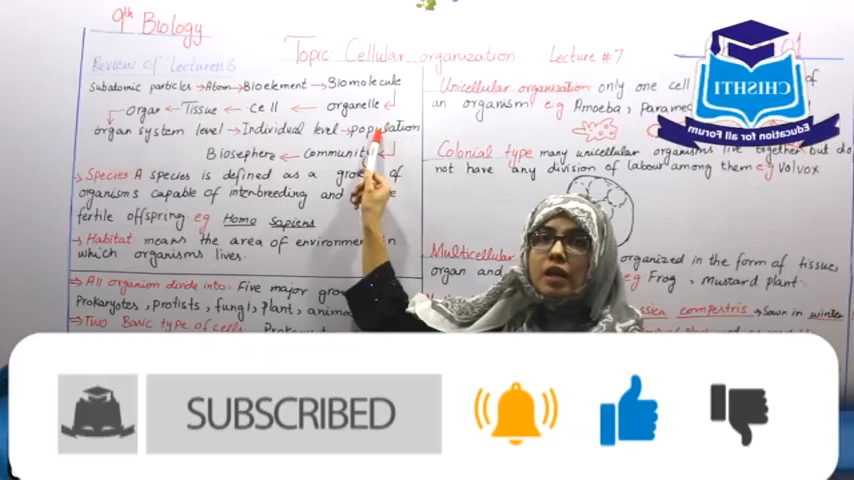 9th Biology
Topic: Cellular organization Lecture #7
Review of Lecture#6
Subatomic particles → Atom → Bioelement → Biomolecule
Organ ← Tissue ← cell ← organelle
organ system level → Individual level → population
Biosphere ← Community
Species A species is defined as a of
organisms capable of interbreeding and
fertile offspring. eg Homo Sapiens
Habitat means the area of environment in
which organisms lives.
All organism divide into: Five major
Prokaryotes, protists, fungi, plant,
Two Basic type of cells:
Unicellular organization only one cell of
an organism eg Amoeba,
Colonial type many unicellular organisms live together but do
not have any division of labour among them eg Volvox
Multicellular organized in the form of tissue,
organ and eg Frog, Mustard plant.
compestris → Sown in winter
CHISHTI
Education for all Forum
SUBSCRIBED